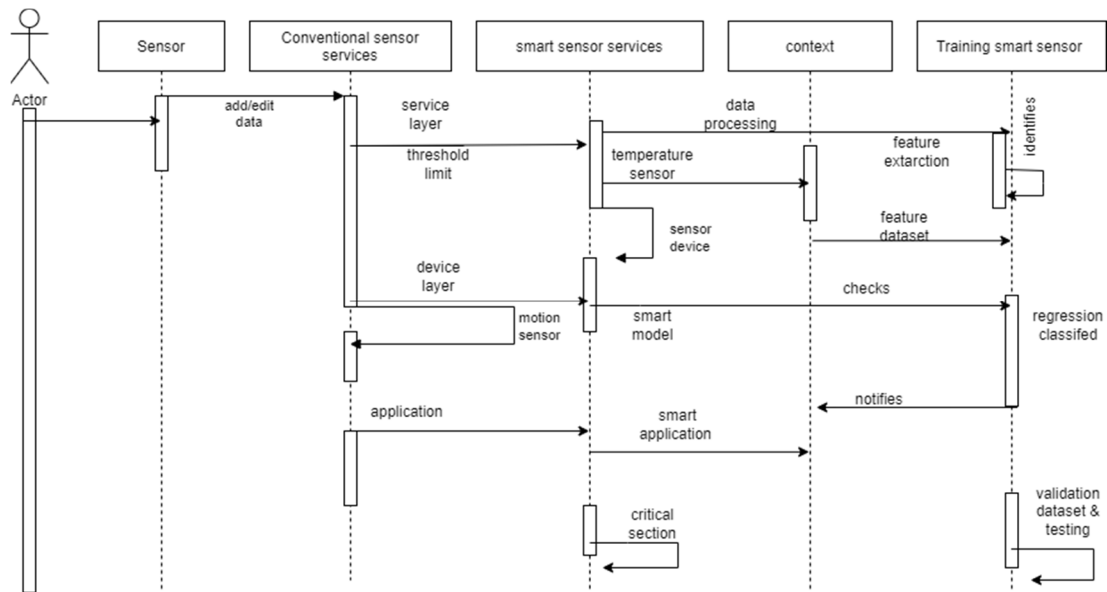 Actor
Sensor
Conventional sensor
services
smart sensor services
context
Training smart sensor
add/edit
data
service
layer
threshold
limit
data
processing
temperature
sensor
feature
extarction
identifies
sensor
device
feature
dataset
device
layer
motion
sensor
smart
model
checks
regression
classifed
notifies
application
smart
application
critical
section
validation
dataset &
testing